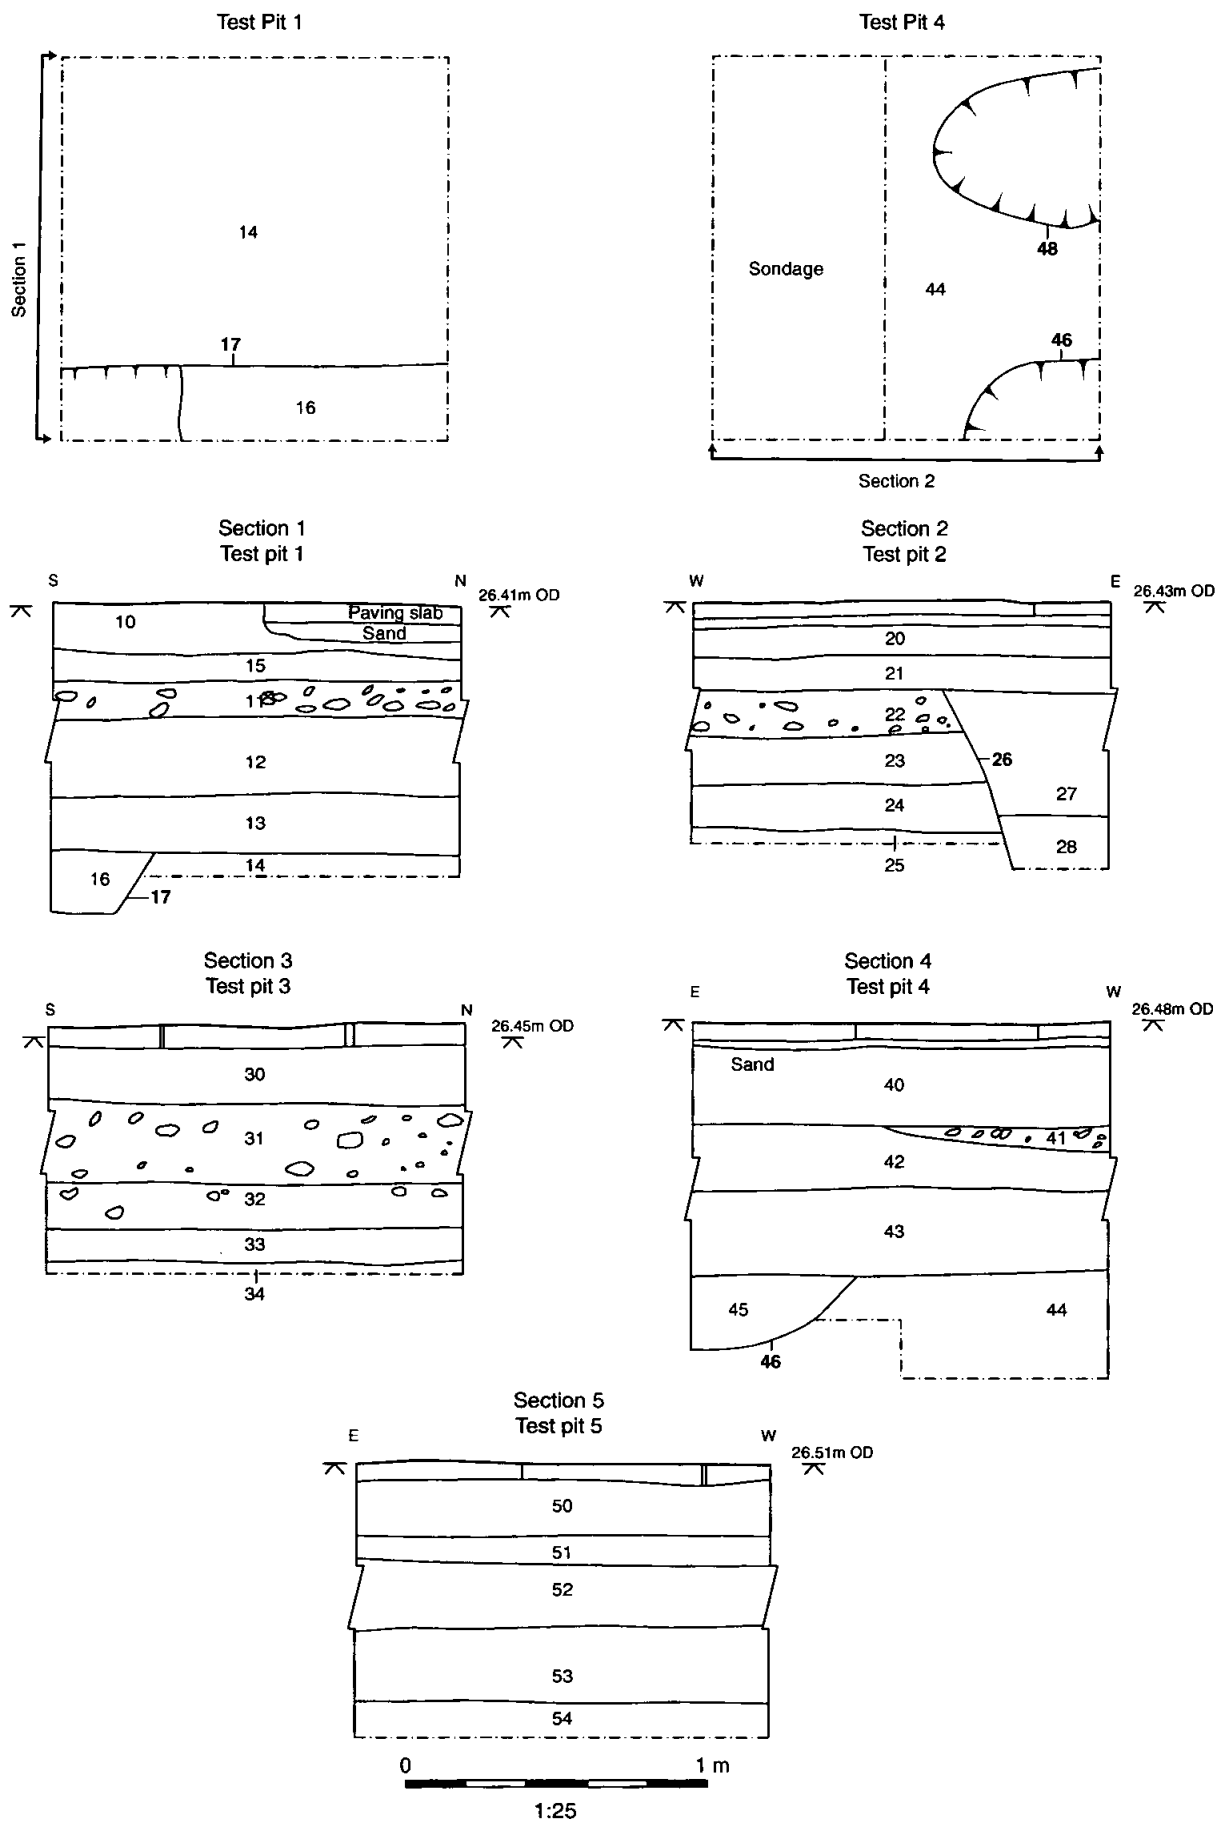 Test Pit 1
Test Pit 4
Section 1
14
17
16
Sondage
44
48
46
Section 2
Section 1
Test pit 1
S
N
26.41m OD
10
Paving slab
Sand
15
11
12
13
14
16
17
Section 2
Test pit 2
W
E
26.43m OD
20
21
22
23
26
24
27
25
28
Section 3
Test pit 3
S
N
26.45m OD
30
31
32
33
34
Section 4
Test pit 4
E
W
26.48m OD
Sand
40
41
42
43
45
44
46
Section 5
Test pit 5
E
W
26.51m OD
50
51
52
53
54
0
1 m
1:25